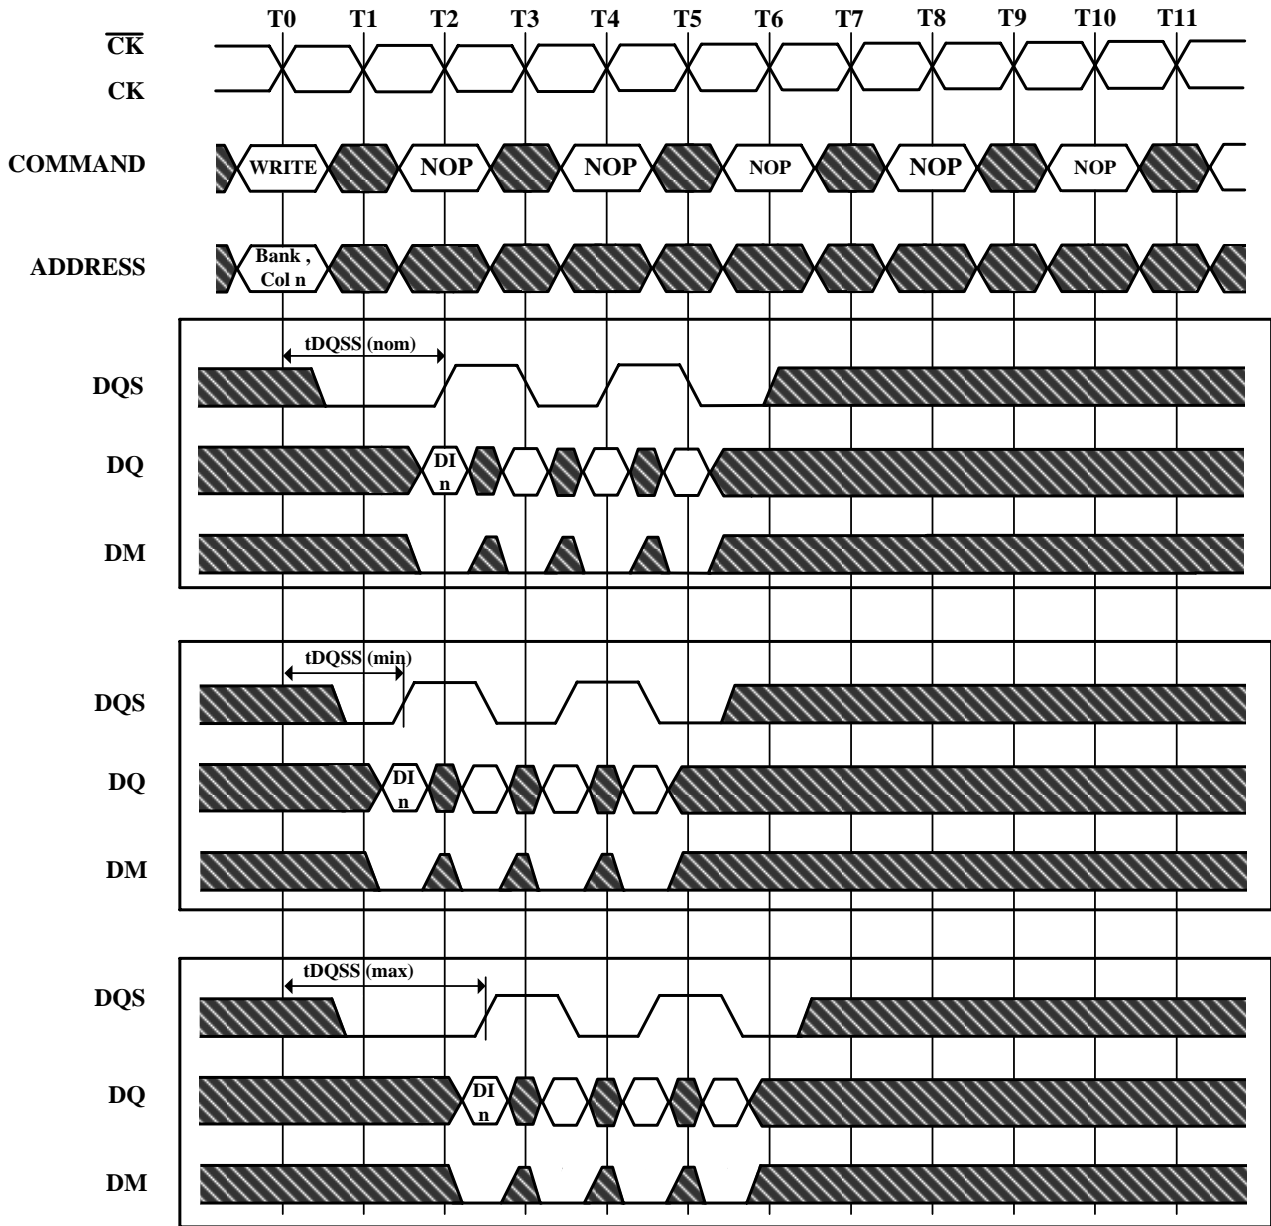 T0 T1 T2 T3 T4 T5 T6 T7 T8 T9 T10 T11
CK
CK
COMMAND WRITE NOP NOP NOP NOP NOP
ADDRESS Bank ,
Col n
tDQSS (nom)
DQS
DQ DI
n
DM
tDQSS (min)
DQS
DQ DI
n
DM
tDQSS (max)
DQS
DQ DI
n
DM